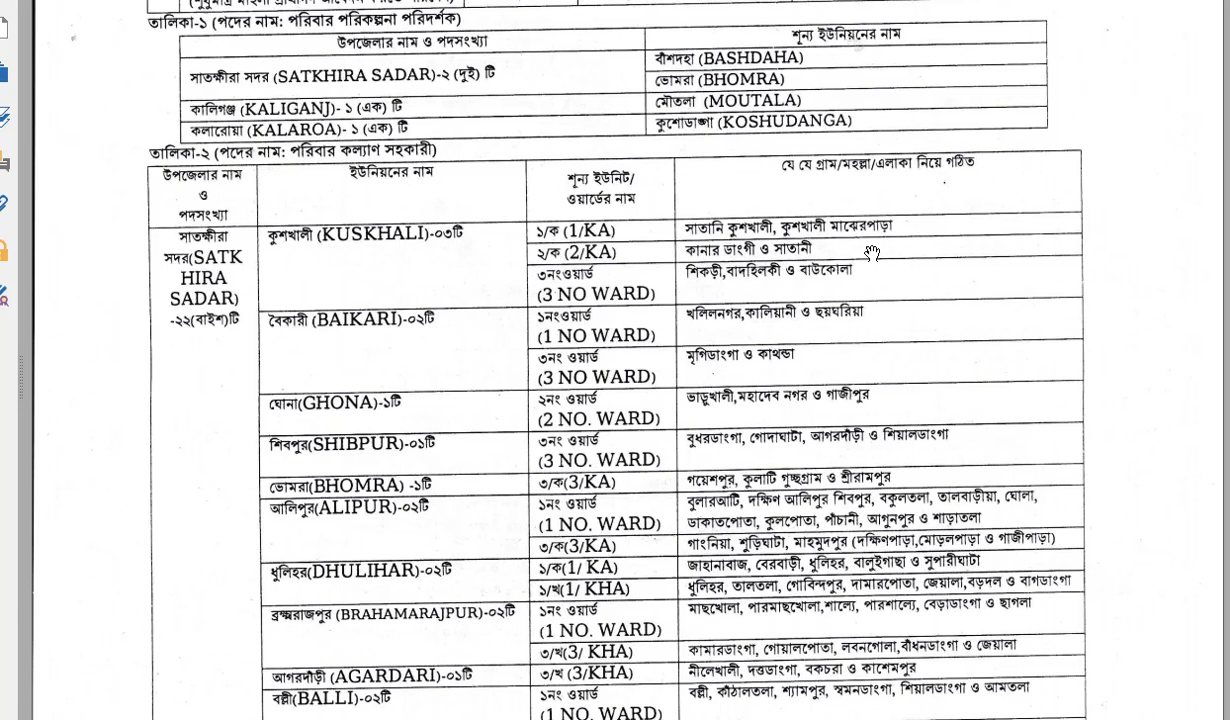 তালিকা-১ (পদের নাম: পরিবার পরিকল্পনা পরিদর্শক)
উপজেলার নাম ও পদসংখ্যা
শূন্য ইউনিয়নের নাম
সাতক্ষীরা সদর (SATKHIRA SADAR)-২ (দুই) টি
বাঁশদহা (BASHDAHA)
ভোমরা (BHOMRA)
কালিগঞ্জ (KALIGANJ)- ১ (এক) টি
মৌতলা (MOUTALA)
কলারোয়া (KALAROA)- ১ (এক) টি
কুশোডাঙ্গা (KOSHUDANGA)
তালিকা-২ (পদের নাম: পরিবার কল্যাণ সহকারী)
উপজেলার নাম
ও
পদসংখ্যা
ইউনিয়নের নাম
শূন্য ইউনিট/
ওয়ার্ডের নাম
যে যে গ্রাম/মহল্লা/এলাকা নিয়ে গঠিত
সাতক্ষীরা
সদর(SATK
HIRA
SADAR)
-২২(বাইশ)টি
কুশখালী (KUSKHALI)-০৩টি
১/ক (1/KA)
সাতানি কুশখালী, কুশখালী মাঝেরপাড়া
২/ক (2/KA)
কানার ডাংগী ও সাতানী
৩নংওয়ার্ড
(3 NO WARD)
শিকড়ী,বাদহিলকী ও বাউকোলা
বৈকারী (BAIKARI)-০২টি
১নংওয়ার্ড
(1 NO WARD)
খলিলনগর,কালিয়ানী ও ছয়ঘরিয়া
৩নং ওয়ার্ড
(3 NO WARD)
মৃগিডাংগা ও কাথন্ডা
ঘোনা(GHONA)-১টি
২নং ওয়ার্ড
(2 NO. WARD)
ভাড়ুখালী,মহাদেব নগর ও গাজীপুর
শিবপুর(SHIBPUR)-০১টি
৩নং ওয়ার্ড
(3 NO. WARD)
বুধরডাংগা, গোদাঘাটা, আগরদাঁড়ী ও শিয়ালডাংগা
ভোমরা(BHOMRA) -১টি
৩/ক(3/KA)
গয়েশপুর, কুলাটি গুচ্ছগ্রাম ও শ্রীরামপুর
আলিপুর(ALIPUR)-০২টি
১নং ওয়ার্ড
(1 NO. WARD)
বুলারআটি, দক্ষিণ আলিপুর শিবপুর, বকুলতলা, তালবাড়ীয়া, ঘোলা,
ডাকাতপোতা, কুলপোতা, পাঁচানী, আগুনপুর ও শাড়াতলা
৩/ক(3/KA)
গাংনিয়া, শুড়িঘাটা, মাহমুদপুর (দক্ষিণপাড়া,মোড়লপাড়া ও গাজীপাড়া)
ধুলিহর(DHULIHAR)-০২টি
১/ক(1/ KA)
জাহানাবাজ, বেরবাড়ী, ধুলিহর, বালুইগাছা ও সুপারীঘাটা
১/খ(1/ KHA)
ধুলিহর, তালতলা, গোবিন্দপুর, দামারপোতা, জেয়ালা,বড়দল ও বাগডাংগা
ব্রহ্মরাজপুর (BRAHAMARAJPUR)-০২টি
১নং ওয়ার্ড
(1 NO. WARD)
মাছখোলা, পারমাছখোলা,শাল্যে, পারশাল্যে, বেড়াডাংগা ও ছাগলা
৩/খ(3/ KHA)
কামারডাংগা, গোয়ালপোতা, লবনগোলা,বাঁধনডাংগা ও জেয়ালা
আগরদাঁড়ী (AGARDARI)-০১টি
৩/খ (3/KHA)
নীলেখালী, দত্তডাংগা, বকচরা ও কাশেমপুর
বল্লী(BALLI)-০২টি
১নং ওয়ার্ড
(1 NO. WARD)
বল্লী, কাঁঠালতলা, শ্যামপুর, স্বমনডাংগা, শিয়ালডাংগা ও আমতলা